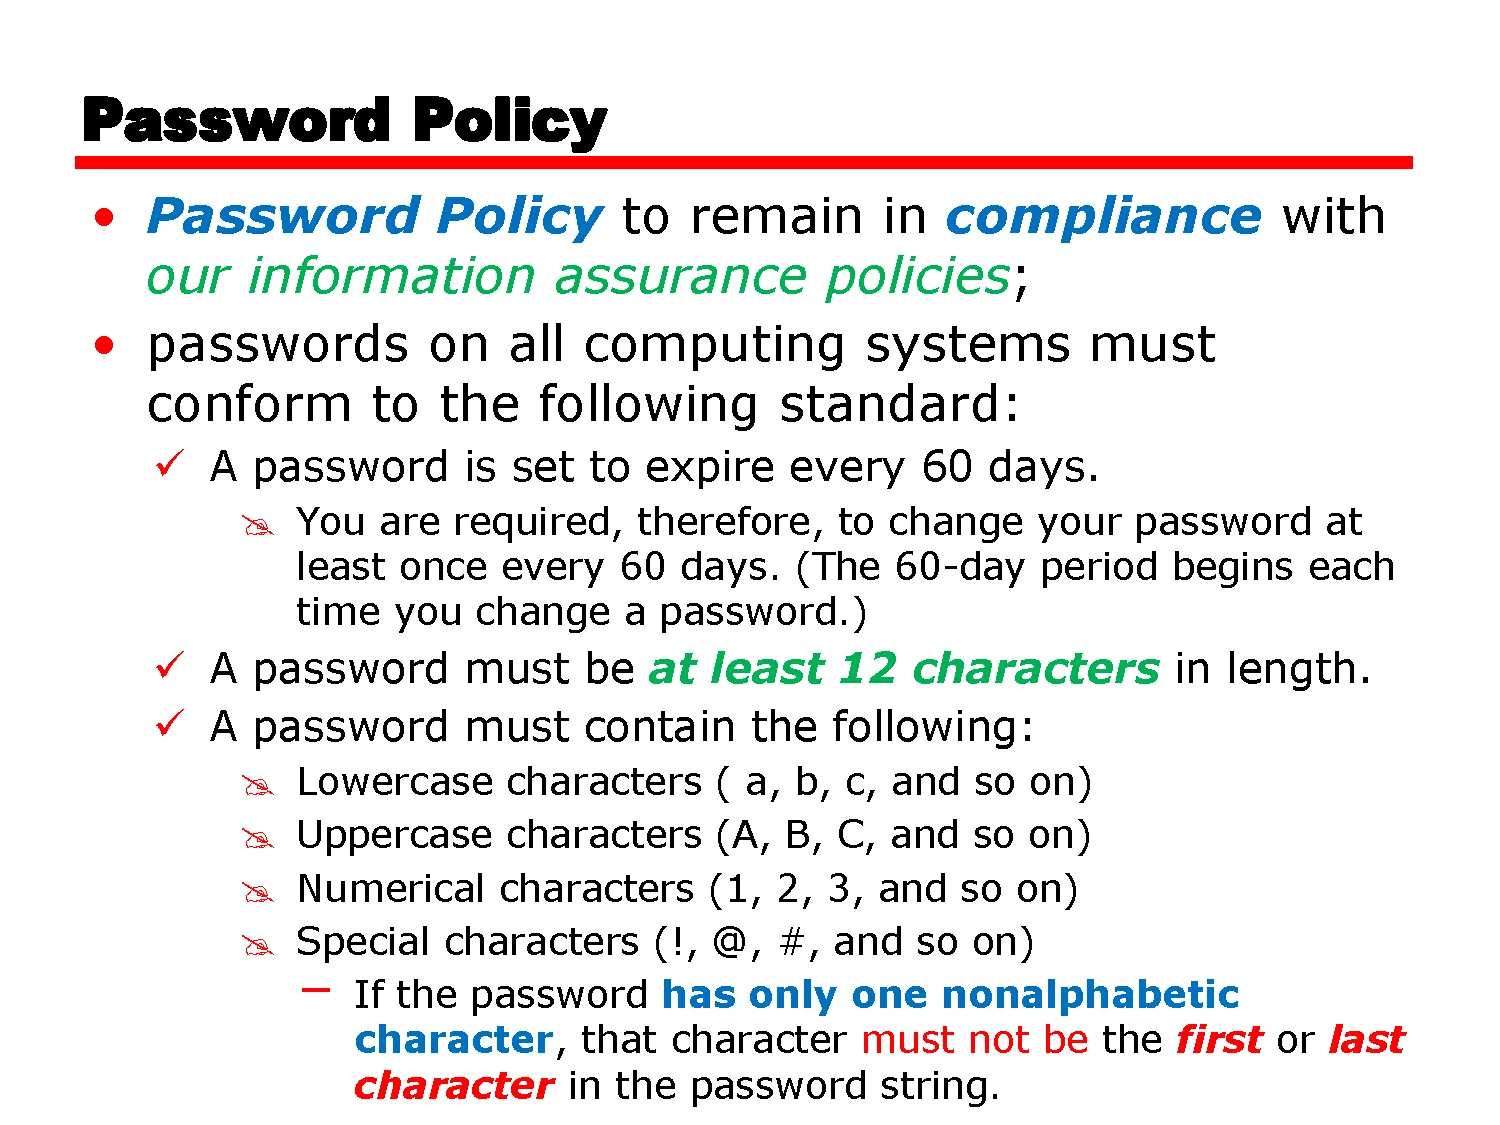 Password Policy
• Password Policy to remain in compliance with
our information assurance policies;
• passwords on all computing systems must
conform to the following standard:
✓ A password is set to expire every 60 days.
You are required, therefore, to change your password at
least once every 60 days. (The 60-day period begins each
time you change a password.)
✓ A password must be at least 12 characters in length.
✓ A password must contain the following:
Lowercase characters ( a, b, c, and so on)
Uppercase characters (A, B, C, and so on)
Numerical characters (1, 2, 3, and so on)
Special characters (!, @, #, and so on)
– If the password has only one nonalphabetic
character, that character must not be the first or last
character in the password string.